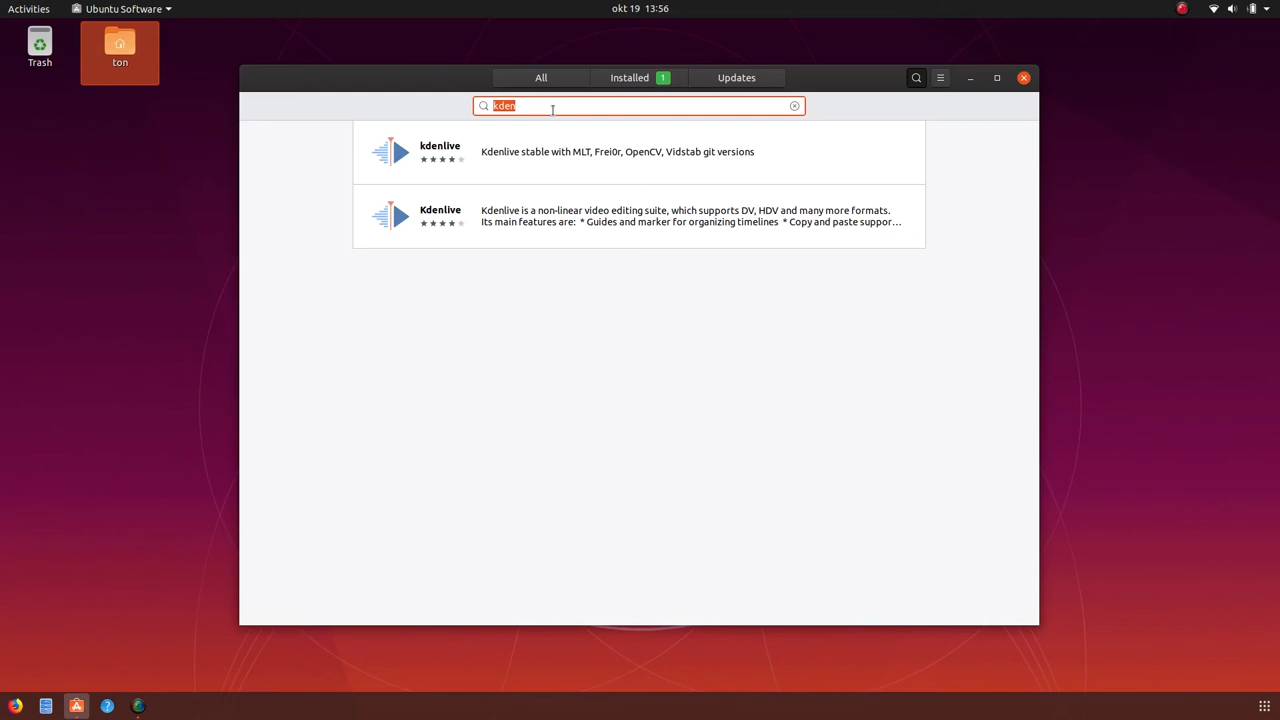 Activities
Ubuntu Software
okt 19 13:56
Trash
ton
All
Installed 1
Updates
kden
kdenlive
Kdenlive stable with MLT, Frei0r, OpenCV, Vidstab git versions
Kdenlive
Kdenlive is a non-linear video editing suite, which supports DV, HDV and many more formats.
Its main features are: * Guides and marker for organizing timelines * Copy and paste suppor…